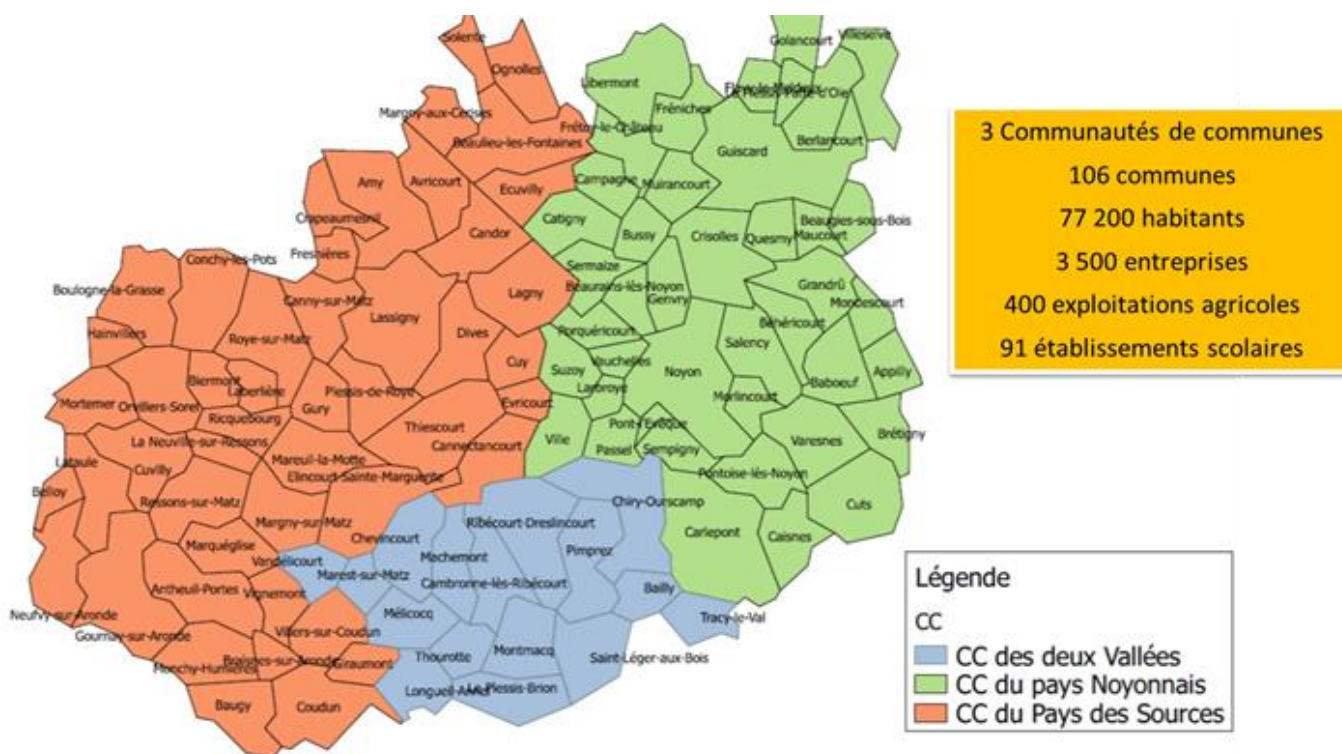 Solente
Ognolles
Golancourt
Villeselve
Libermont
Margny-aux-Cerises
Fréniches
Frétoy-le-Château
Berlancourt
Beaulieu-les-Fontaines
Guiscard
Amy
Avricourt
Ecuvilly
Campagne
Muirancourt
Crapeaumesnil
Catigny
Beaugies-sous-Bois
Candor
Bussy
Crisolles
Quesmy
Maucourt
Fresnières
Conchy-les-Pots
Sermaize
Boulogne-la-Grasse
Canny-sur-Matz
Lagny
Beaurains-lès-Noyon
Genvry
Grandrû
Mondescourt
Lassigny
Hainvillers
Roye-sur-Matz
Dives
Porquéricourt
Béhéricourt
Salency
Cuy
Vauchelles
Suzoy
Noyon
Appilly
Biermont
Laberlière
Plessis-de-Roye
Larbroye
Baboeuf
Mortemer
Orvillers-Sorel
Gury
Evricourt
Morlincourt
Ricquebourg
Thiescourt
Pont-l'Evêque
Brétigny
La Neuville-sur-Ressons
Cannectancourt
Ville
Passel
Sempigny
Varesnes
Lataule
Cuvilly
Mareuil-la-Motte
Elincourt-Sainte-Marguerite
Pontoise-lès-Noyon
Belloy
Ressons-sur-Matz
Chiry-Ourscamp
Cuts
Margny-sur-Matz
Ribécourt-Dreslincourt
Chevincourt
Carlepont
Caisnes
Marquéglise
Machemont
Pimprez
Vandélicourt
Marest-sur-Matz
Cambronne-lès-Ribécourt
Antheuil-Portes
Vignemont
Bailly
Neufvy-sur-Aronde
Mélicocq
Tracy-le-Val
Gournay-sur-Aronde
Villers-sur-Coudun
Montmacq
Thourotte
Saint-Léger-aux-Bois
Monchy-Humières
Braisnes-sur-Aronde
Giraumont
Longueil-Annel
Le Plessis-Brion
Baugy
Coudun
3 Communautés de communes
106 communes
77 200 habitants
3 500 entreprises
400 exploitations agricoles
91 établissements scolaires
Légende
CC
CC des deux Vallées
CC du pays Noyonnais
CC du Pays des Sources